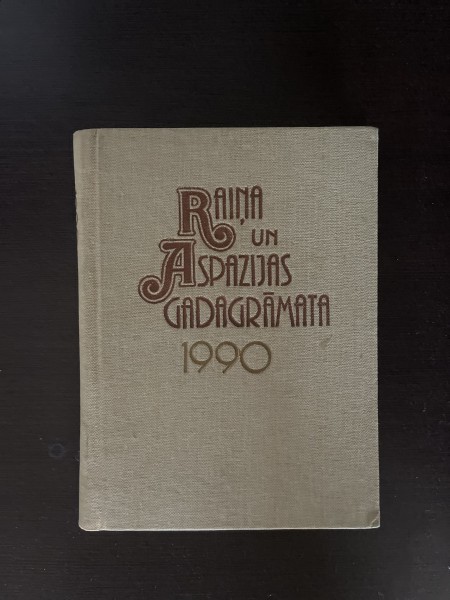 RAIŅA
UN
ASPAZIJAS
GADAGRĀMATA
1990